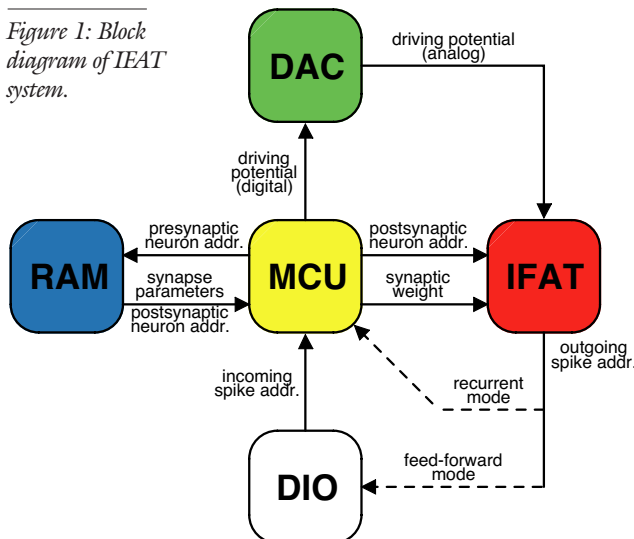 Figure 1: Block
diagram of IFAT
system.
DAC
driving potential
(analog)
driving
potential
(digital)
presynaptic
neuron addr.
postsynaptic
neuron addr.
RAM
MCU
IFAT
synapse
parameters
postsynaptic
neuron addr.
synaptic
weight
outgoing
spike addr.
incoming
spike addr.
recurrent
mode
feed-forward
mode
DIO